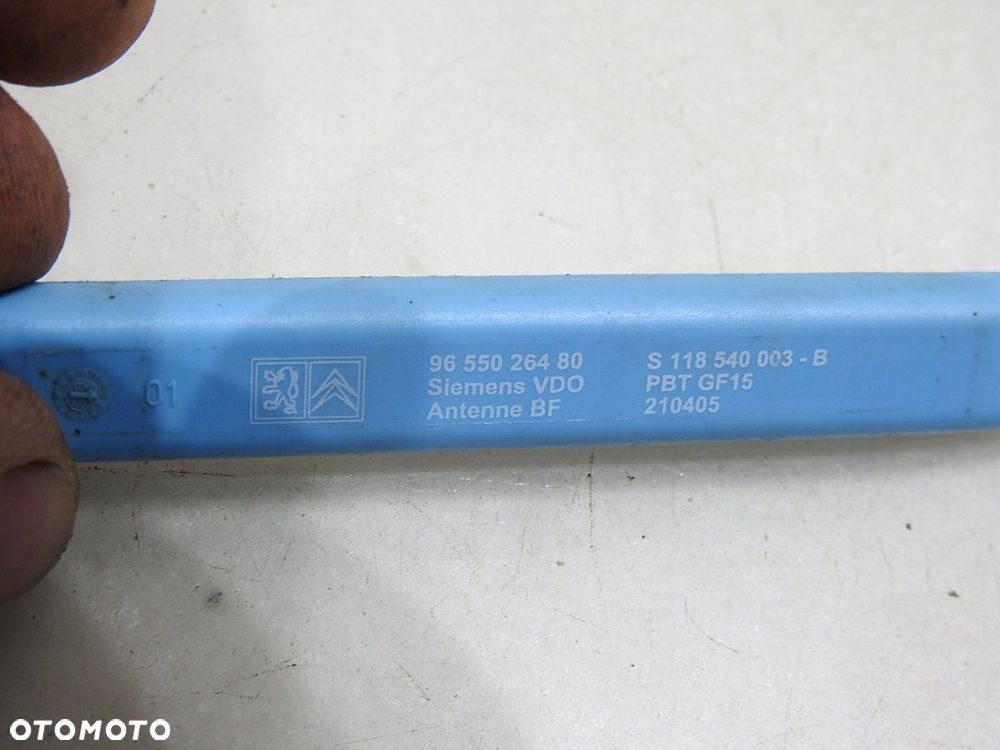 96 550 264 80
Siemens VDO
Antenne BF
S 118 540 003 - B
PBT GF15
210405
01
OTOMOTO